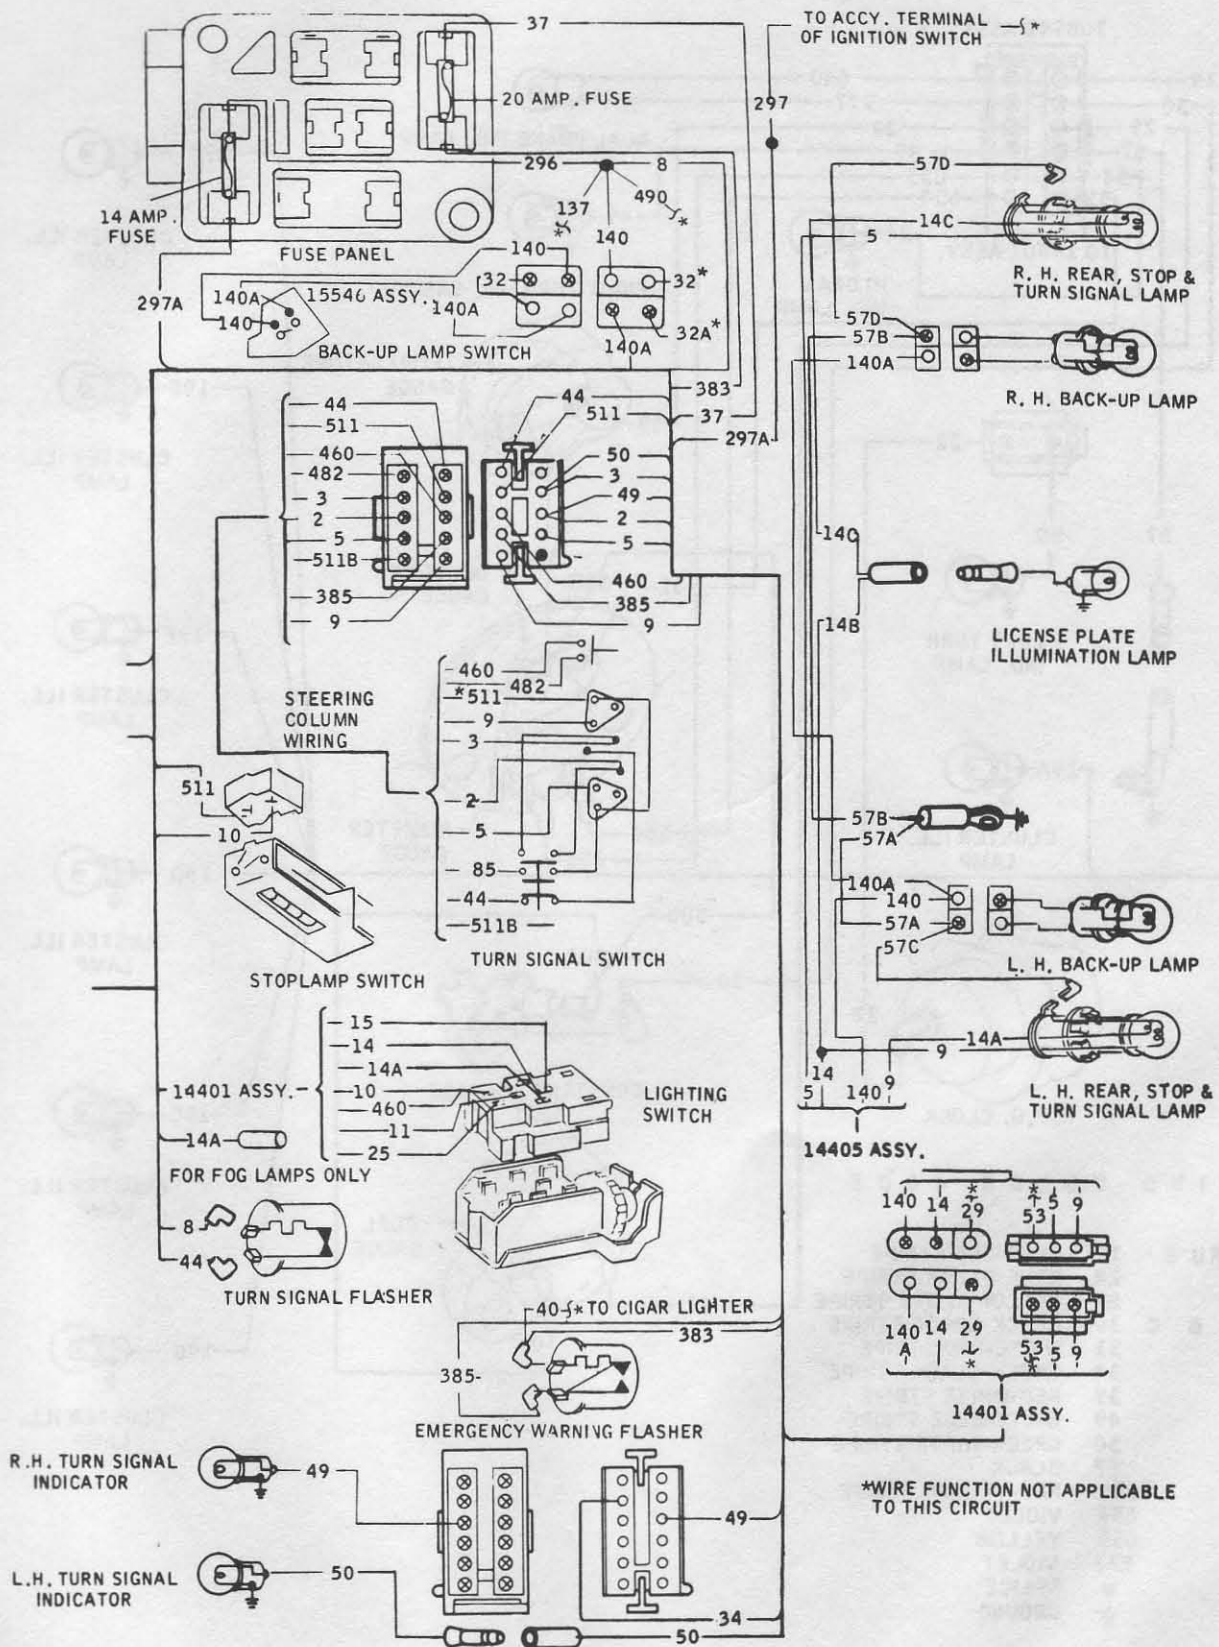 37
TO ACCY. TERMINAL *
OF IGNITION SWITCH
20 AMP. FUSE
297
296
8
57D
137
*
490
*
14C
5
14 AMP.
FUSE
FUSE PANEL
140
140
R. H. REAR, STOP &
TURN SIGNAL LAMP
32
32*
297A
140A
15546 ASSY.
140A
140
32A*
57D
57B
140A
BACK-UP LAMP SWITCH
140A
383
R. H. BACK-UP LAMP
44
44
37
511
511
297A
460
50
482
3
3
49
2
2
5
5
14C
511B
460
385
385
9
9
14B
LICENSE PLATE
ILLUMINATION LAMP
460
482
STEERING
COLUMN
WIRING
*511
9
3
511
2
10
5
57B
57A
85
140A
140
44
57A
511B
57C
STOPLAMP SWITCH
TURN SIGNAL SWITCH
L. H. BACK-UP LAMP
15
14
14A
14A
9
14401 ASSY.
10
460
11
25
LIGHTING
SWITCH
14
5
140
9
L. H. REAR, STOP &
TURN SIGNAL LAMP
14A
14405 ASSY.
FOR FOG LAMPS ONLY
140
14
*
29
*
53
5
9
8
44
TURN SIGNAL FLASHER
40 * TO CIGAR LIGHTER
383
140
A
14
29
*
53
*
5
9
385
14401 ASSY.
EMERGENCY WARNING FLASHER
R.H. TURN SIGNAL
INDICATOR
49
*WIRE FUNCTION NOT APPLICABLE
TO THIS CIRCUIT
49
L.H. TURN SIGNAL
INDICATOR
50
34
50